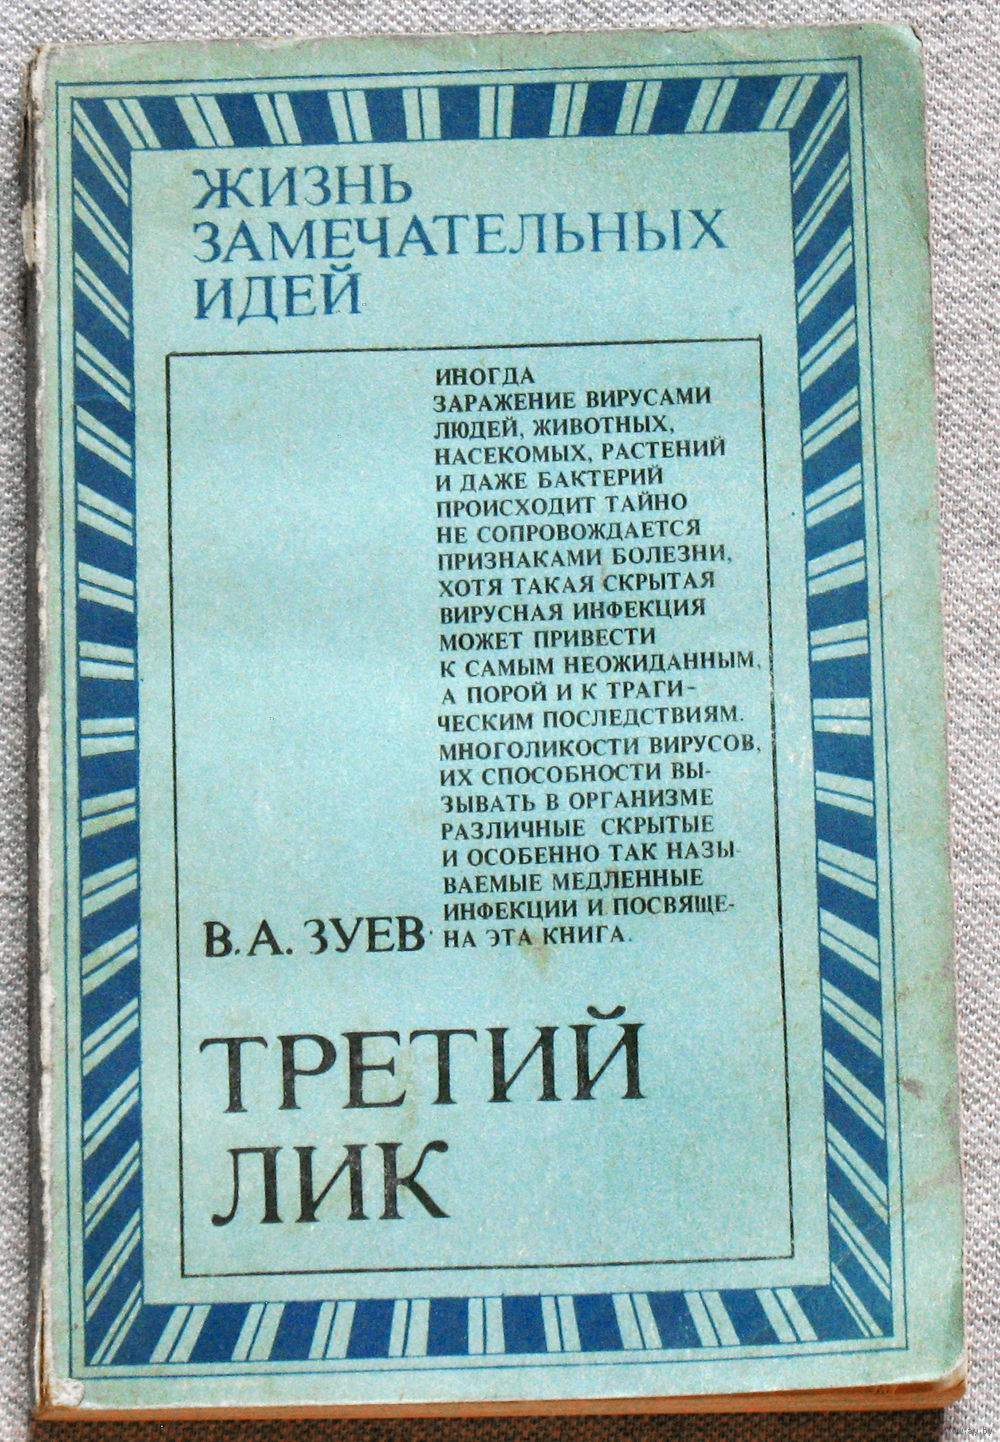 ЖИЗНЬ
ЗАМЕЧАТЕЛЬНЫХ
ИДЕЙ
ИНОГДА
ЗАРАЖЕНИЕ ВИРУСАМИ
ЛЮДЕЙ, ЖИВОТНЫХ,
НАСЕКОМЫХ, РАСТЕНИЙ
И ДАЖЕ БАКТЕРИЙ
ПРОИСХОДИТ ТАЙНО
НЕ СОПРОВОЖДАЕТСЯ
ПРИЗНАКАМИ БОЛЕЗНИ,
ХОТЯ ТАКАЯ СКРЫТАЯ
ВИРУСНАЯ ИНФЕКЦИЯ
МОЖЕТ ПРИВЕСТИ
К САМЫМ НЕОЖИДАННЫМ,
А ПОРОЙ И К ТРАГИ-
ЧЕСКИМ ПОСЛЕДСТВИЯМ.
МНОГОЛИКОСТИ ВИРУСОВ,
ИХ СПОСОБНОСТИ ВЫ-
ЗЫВАТЬ В ОРГАНИЗМЕ
РАЗЛИЧНЫЕ СКРЫТЫЕ
И ОСОБЕННО ТАК НАЗЫ-
ВАЕМЫЕ МЕДЛЕННЫЕ
ИНФЕКЦИИ И ПОСВЯЩЕ-
НА ЭТА КНИГА.
В.А. ЗУЕВ
ТРЕТИЙ
ЛИК